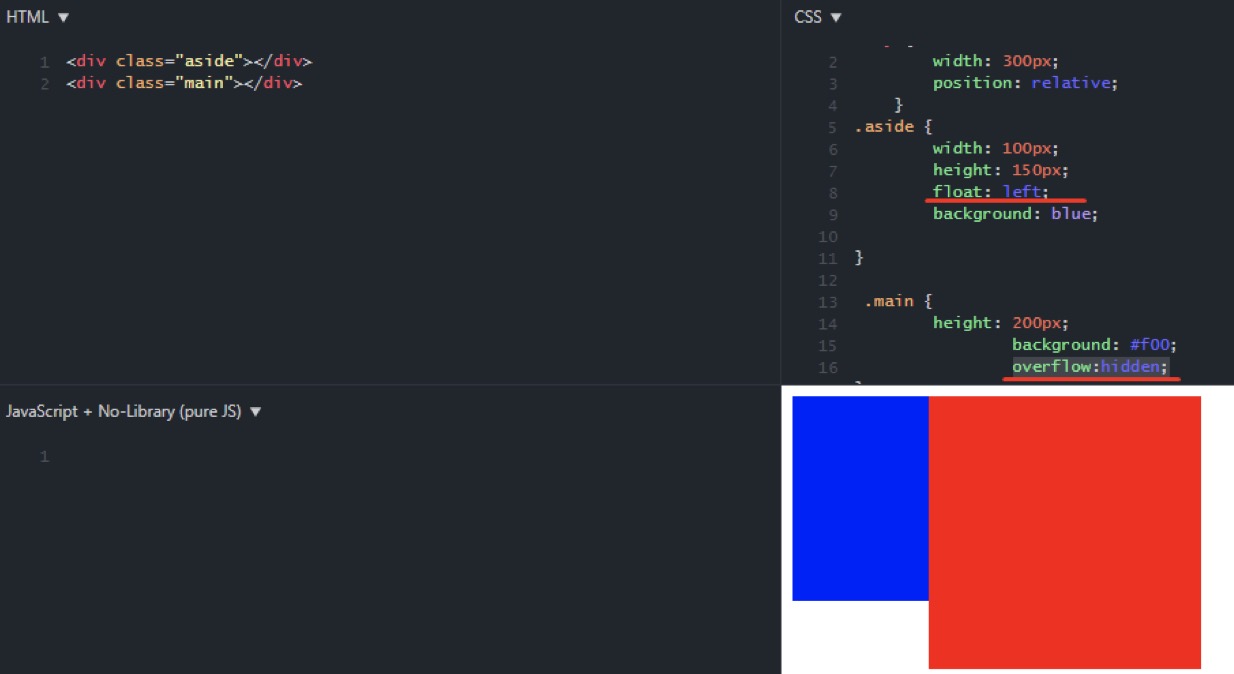 HTML ▼
1 <div class="aside"></div>
2 <div class="main"></div>
CSS ▼
2 width: 300px;
3 position: relative;
4 }
5 .aside {
6 width: 100px;
7 height: 150px;
8 float: left;
9 background: blue;
10
11 }
12
13 .main {
14 height: 200px;
15 background: #f00;
16 overflow:hidden;
JavaScript + No-Library (pure JS) ▼
1